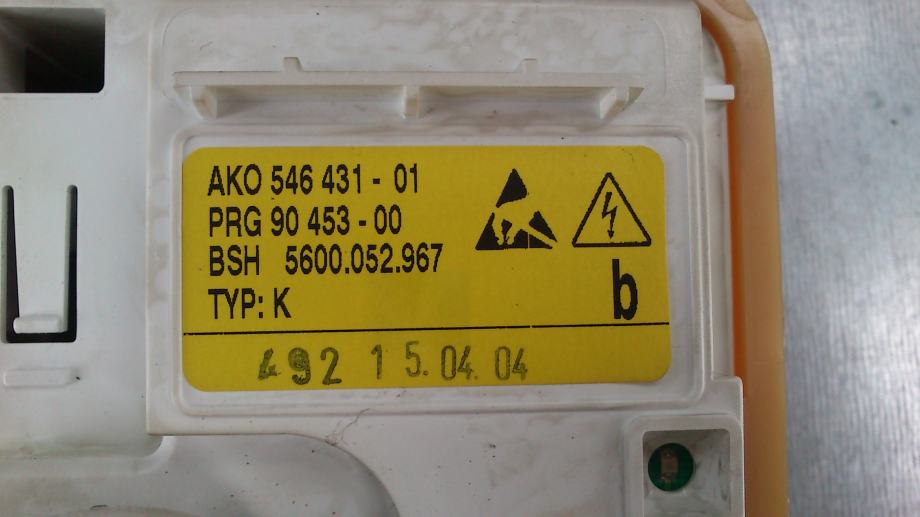 AKO 546 431 - 01
PRG 90 453 - 00
BSH 5600.052.967
TYP: K
b
492 15.04.04